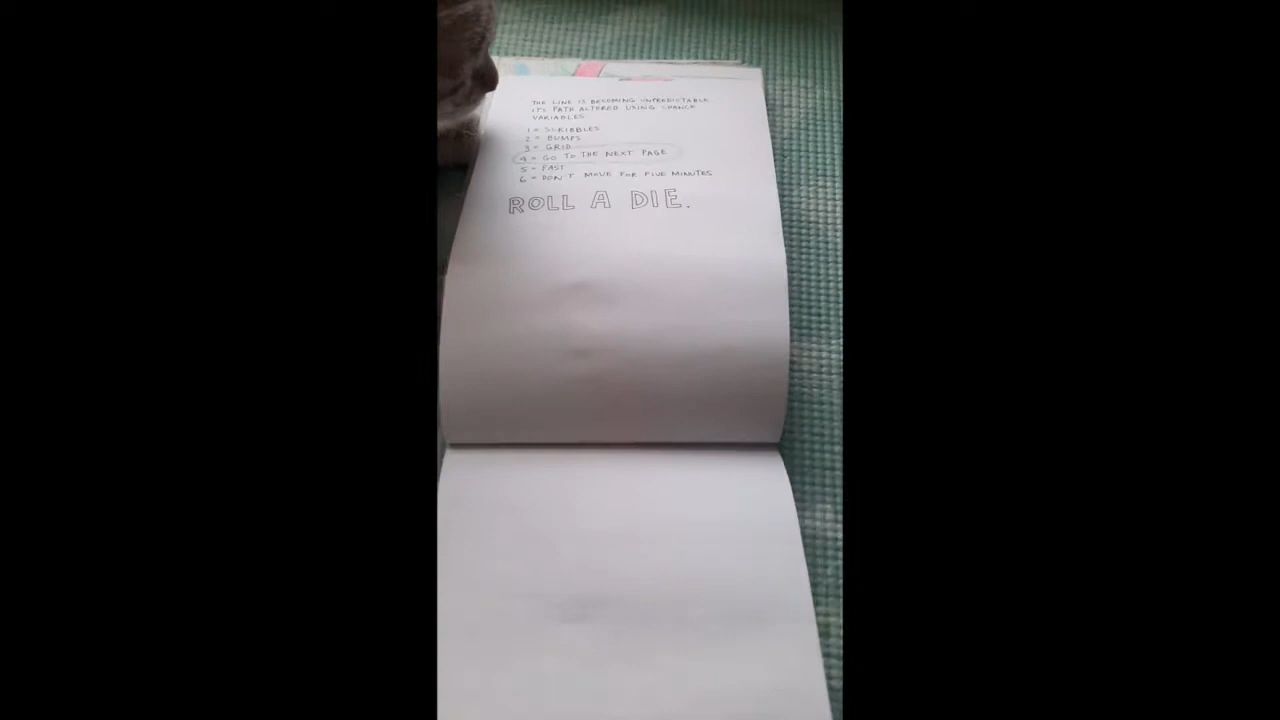 THE LINE IS BECOMING UNPREDICTABLE
ITS PATH ALTERED USING CHANCE
VARIABLES
1 = SCRIBBLES
2 = BUMPS
3 = GRID
4 = GO TO THE NEXT PAGE
5 = FAST
6 = DON'T MOVE FOR FIVE MINUTES
ROLL A DIE.